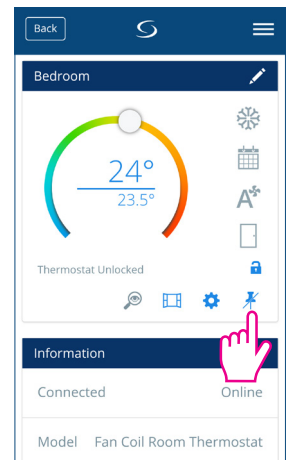 Back
Bedroom
24°
23.5°
A
Thermostat Unlocked
Information
Connected Online
Model Fan Coil Room Thermostat